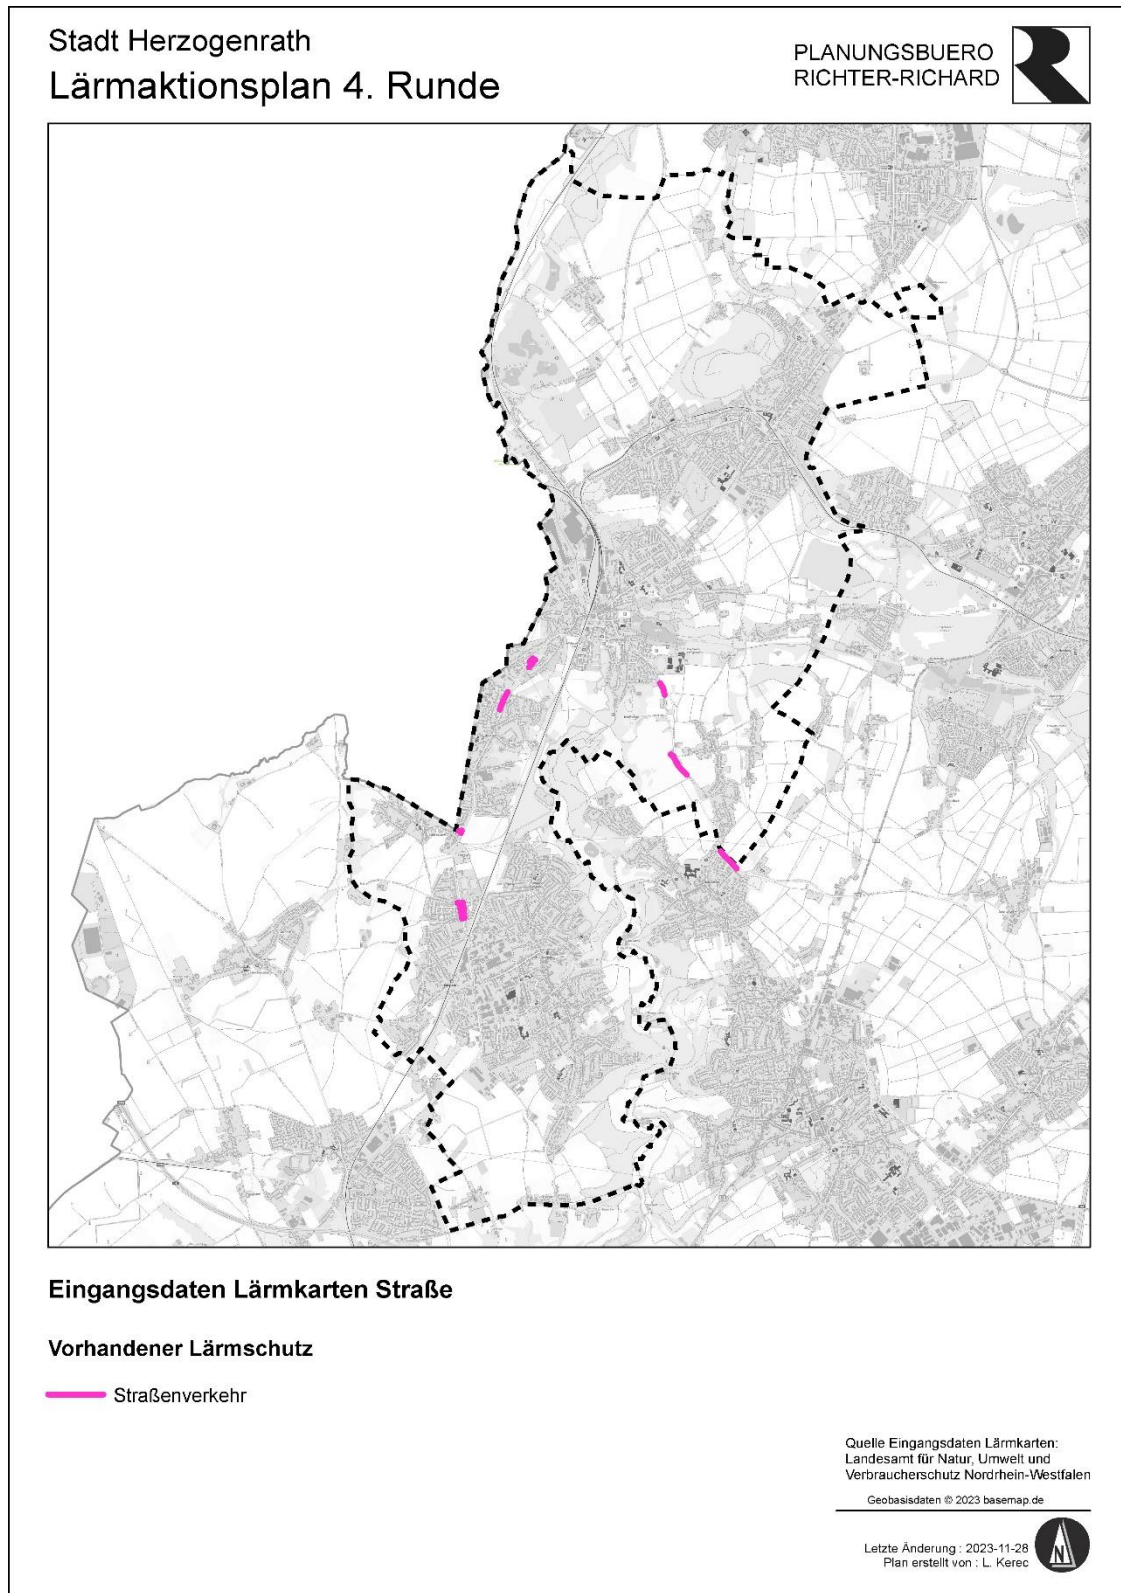 Stadt Herzogenrath
Lärmaktionsplan 4. Runde
PLANUNGSBUERO
RICHTER-RICHARD
Eingangsdaten Lärmkarten Straße
Vorhandener Lärmschutz
Straßenverkehr
Quelle Eingangsdaten Lärmkarten:
Landesamt für Natur, Umwelt und
Verbraucherschutz Nordrhein-Westfalen
Geobasisdaten © 2023 basemap.de
Letzte Änderung : 2023-11-28
Plan erstellt von : L. Kerec
N